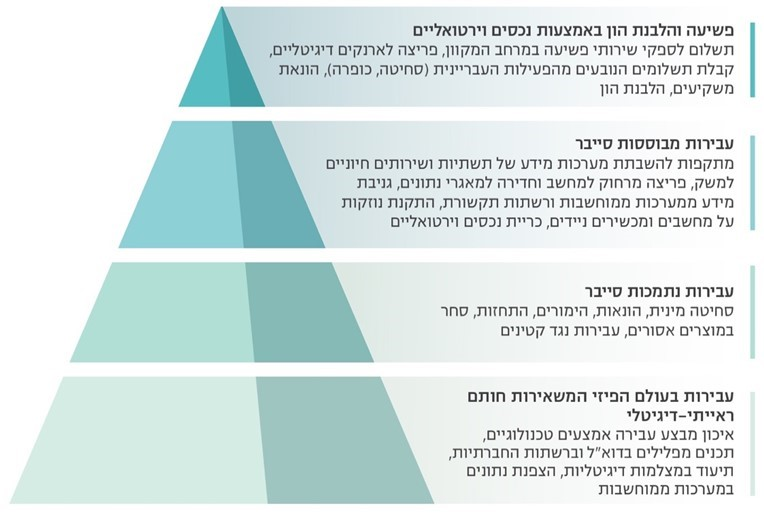 פשיעה והלבנת הון באמצעות נכסים וירטואליים
תשלום לספקי שירותי פשיעה במרחב המקוון, פריצה לארנקים דיגיטליים,
קבלת תשלומים הנובעים מהפעילות העבריינית (סחיטה, כופרה), הונאת
משקיעים, הלבנת הון
עבירות מבוססות סייבר
מתקפות להשבתת מערכות מידע של תשתיות ושירותים חיוניים
למשק, פריצה מרחוק למחשב וחדירה למאגרי נתונים, גניבת
מידע ממערכות ממוחשבות ורשתות תקשורת, התקנת נוזקות
על מחשבים ומכשירים ניידים, כריית נכסים וירטואליים
עבירות נתמכות סייבר
סחיטה מינית, הונאות, הימורים, התחזות, סחר
במוצרים אסורים, עבירות נגד קטינים
עבירות בעולם הפיזי המשאירות חותם
ראייתי-דיגיטלי
איכון מבצע עבירה אמצעים טכנולוגיים,
תכנים מפלילים בדוא"ל וברשתות החברתיות,
תיעוד במצלמות דיגיטליות, הצפנת נתונים
במערכות ממוחשבות